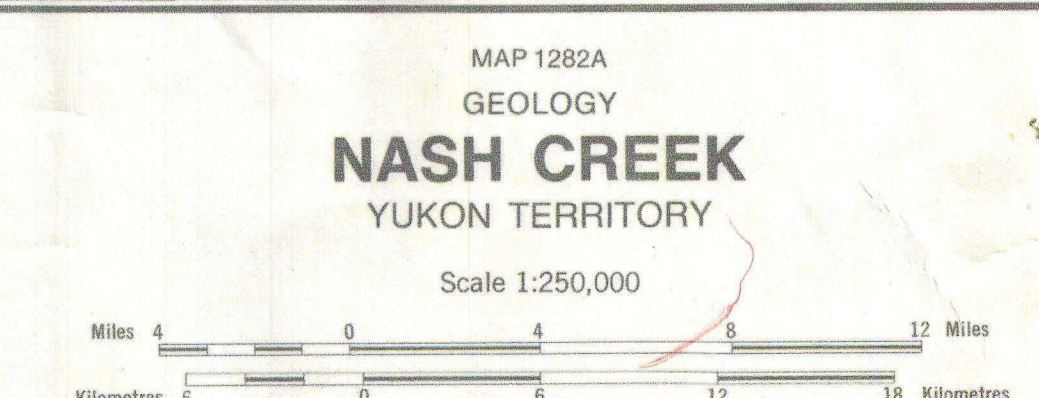 MAP 1282A
GEOLOGY
NASH CREEK
YUKON TERRITORY
Scale 1:250,000
Miles 4 0 4 8 12 Miles
Kilometres 6 0 6 12 18 Kilometres